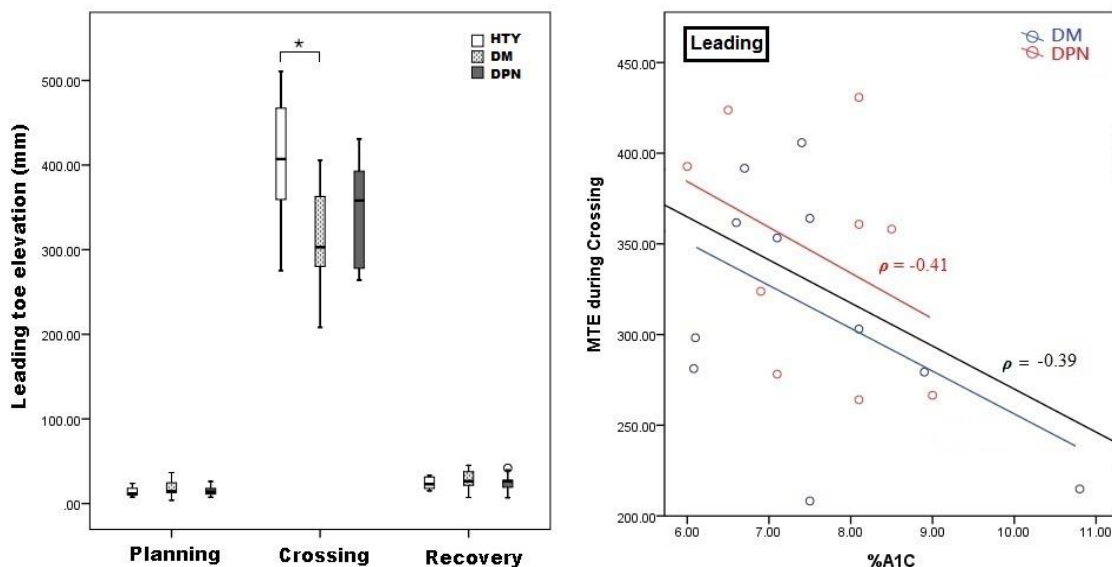 Leading toe elevation (mm)
500.00
400.00
300.00
200.00
100.00
.00
*
HTY
DM
DPN
Planning
Crossing
Recovery
Leading
DM
DPN
MTE during Crossing
450.00
400.00
350.00
300.00
250.00
200.00
ρ = -0.41
ρ = -0.39
6.00 7.00 8.00 9.00 10.00 11.00
%A1C